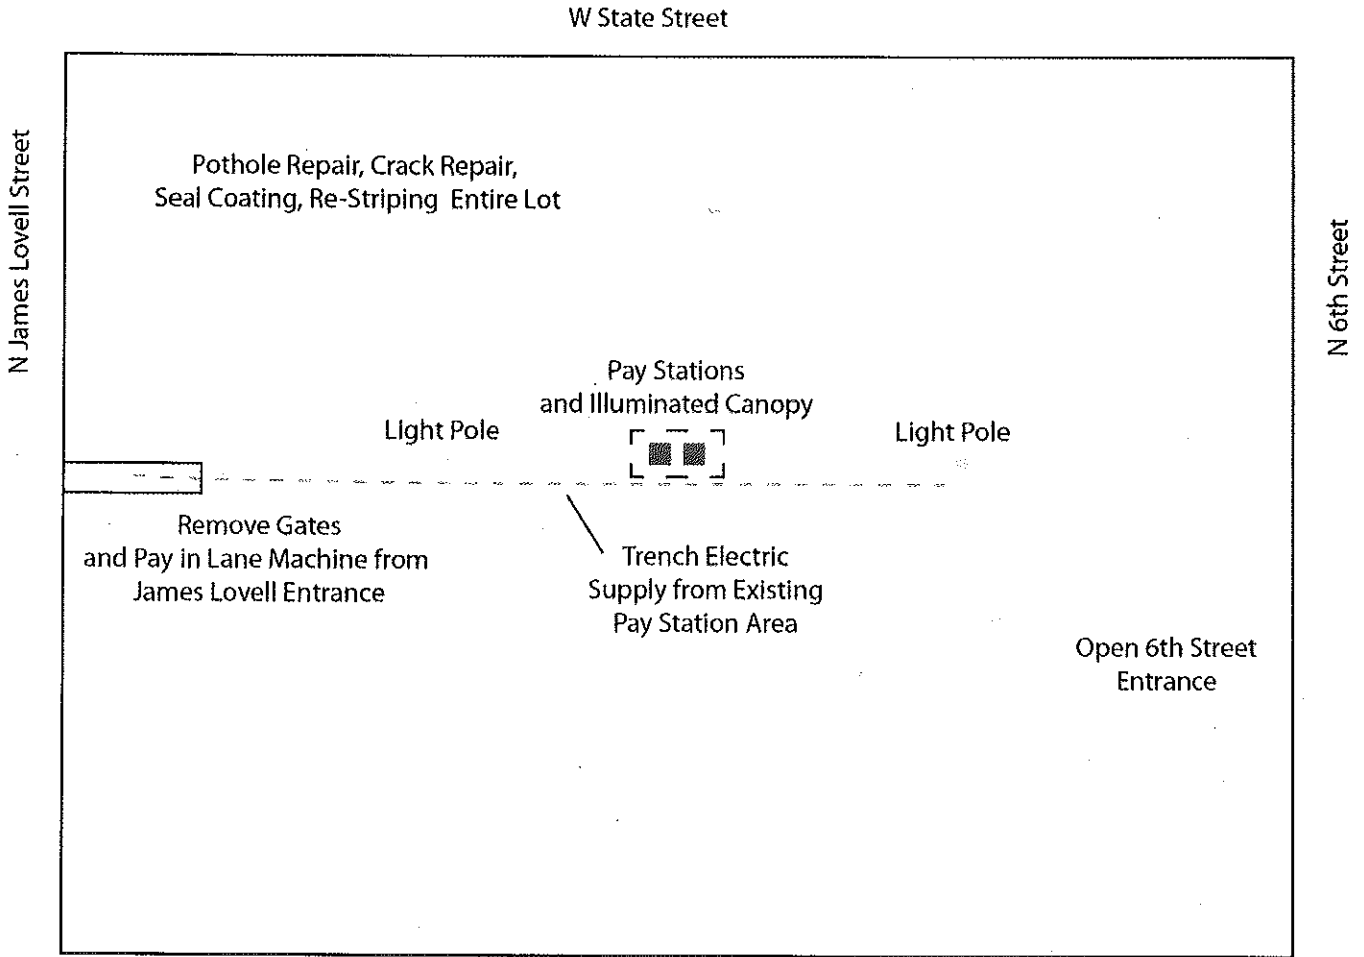 W State Street
N James Lovell Street
N 6th Street
Pothole Repair, Crack Repair,
Seal Coating, Re-Striping Entire Lot
Pay Stations
and Illuminated Canopy
Light Pole
Light Pole
Remove Gates
and Pay in Lane Machine from
James Lovell Entrance
Trench Electric
Supply from Existing
Pay Station Area
Open 6th Street
Entrance